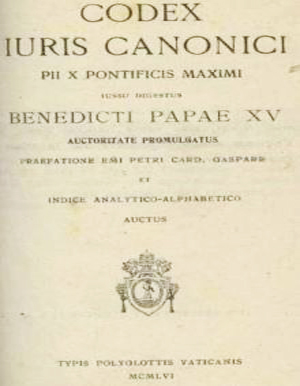 CODEX
IURIS CANONICI
PII X PONTIFICIS MAXIMI
IUSSU DIGESTUS
BENEDICTI PAPAE XV
AUCTORITATE PROMULGATUS
PRAEFATIONE EMI PETRI CARD. GASPARRI
ET
INDICE ANALYTICO-ALPHABETICO
AUCTUS
TYPIS POLYGLOTTIS VATICANIS
MCMLVI